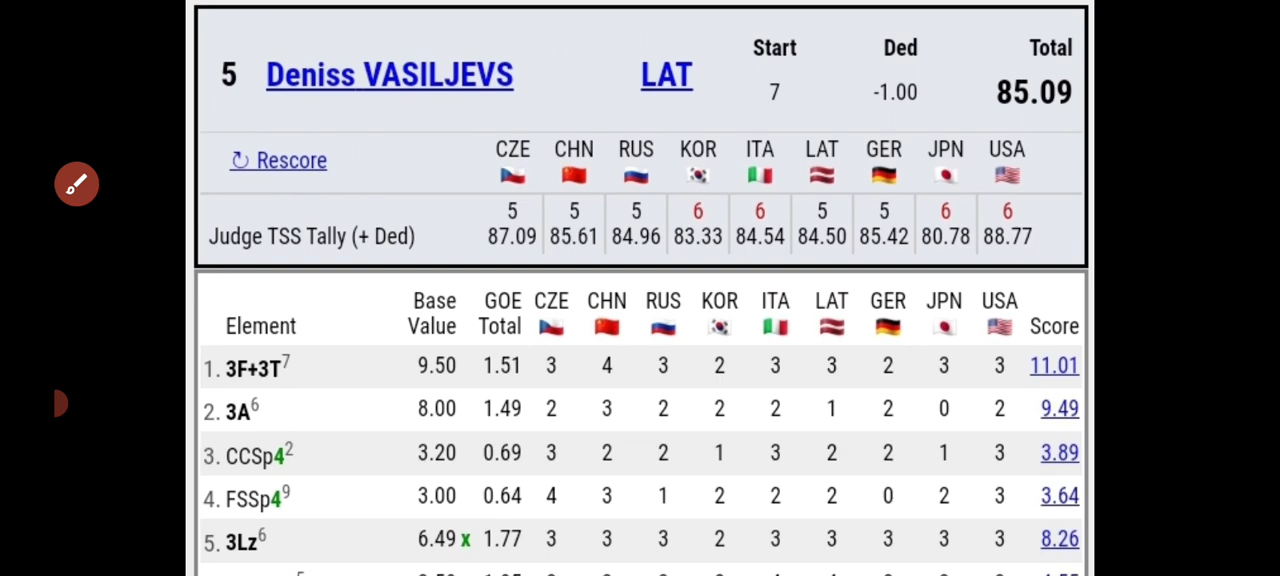 Start Ded Total
5 Deniss VASILJEVS LAT 7 -1.00 85.09
↻ Rescore CZE CHN RUS KOR ITA LAT GER JPN USA
5 5 5 6 6 5 5 6 6
Judge TSS Tally (+ Ded) 87.09 85.61 84.96 83.33 84.54 84.50 85.42 80.78 88.77
Element Base Value GOE Total CZE CHN RUS KOR ITA LAT GER JPN USA Score
1. 3F+3T7 9.50 1.51 3 4 3 2 3 3 2 3 3 11.01
2. 3A6 8.00 1.49 2 3 2 2 2 1 2 0 2 9.49
3. CCSp42 3.20 0.69 3 2 2 1 3 2 2 1 3 3.89
4. FSSp49 3.00 0.64 4 3 1 2 2 2 0 2 3 3.64
5. 3Lz6 6.49 x 1.77 3 3 3 2 3 3 3 3 3 8.26